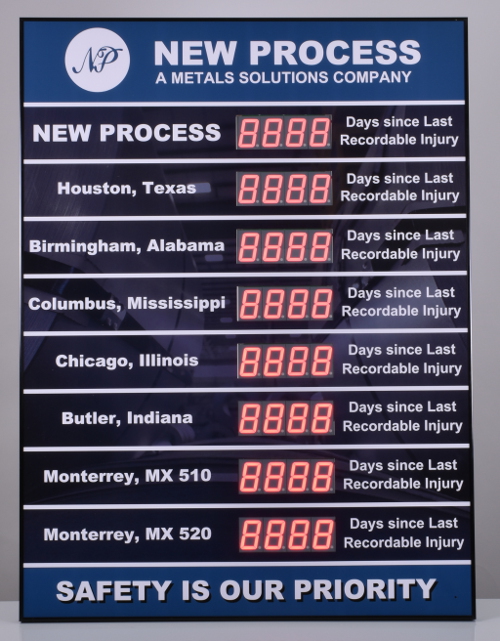 NP
NEW PROCESS
A METALS SOLUTIONS COMPANY
NEW PROCESS 8888 Days since Last
Recordable Injury
Houston, Texas 8888 Days since Last
Recordable Injury
Birmingham, Alabama 8888 Days since Last
Recordable Injury
Columbus, Mississippi 8888 Days since Last
Recordable Injury
Chicago, Illinois 8888 Days since Last
Recordable Injury
Butler, Indiana 8888 Days since Last
Recordable Injury
Monterrey, MX 510 8888 Days since Last
Recordable Injury
Monterrey, MX 520 8888 Days since Last
Recordable Injury
SAFETY IS OUR PRIORITY